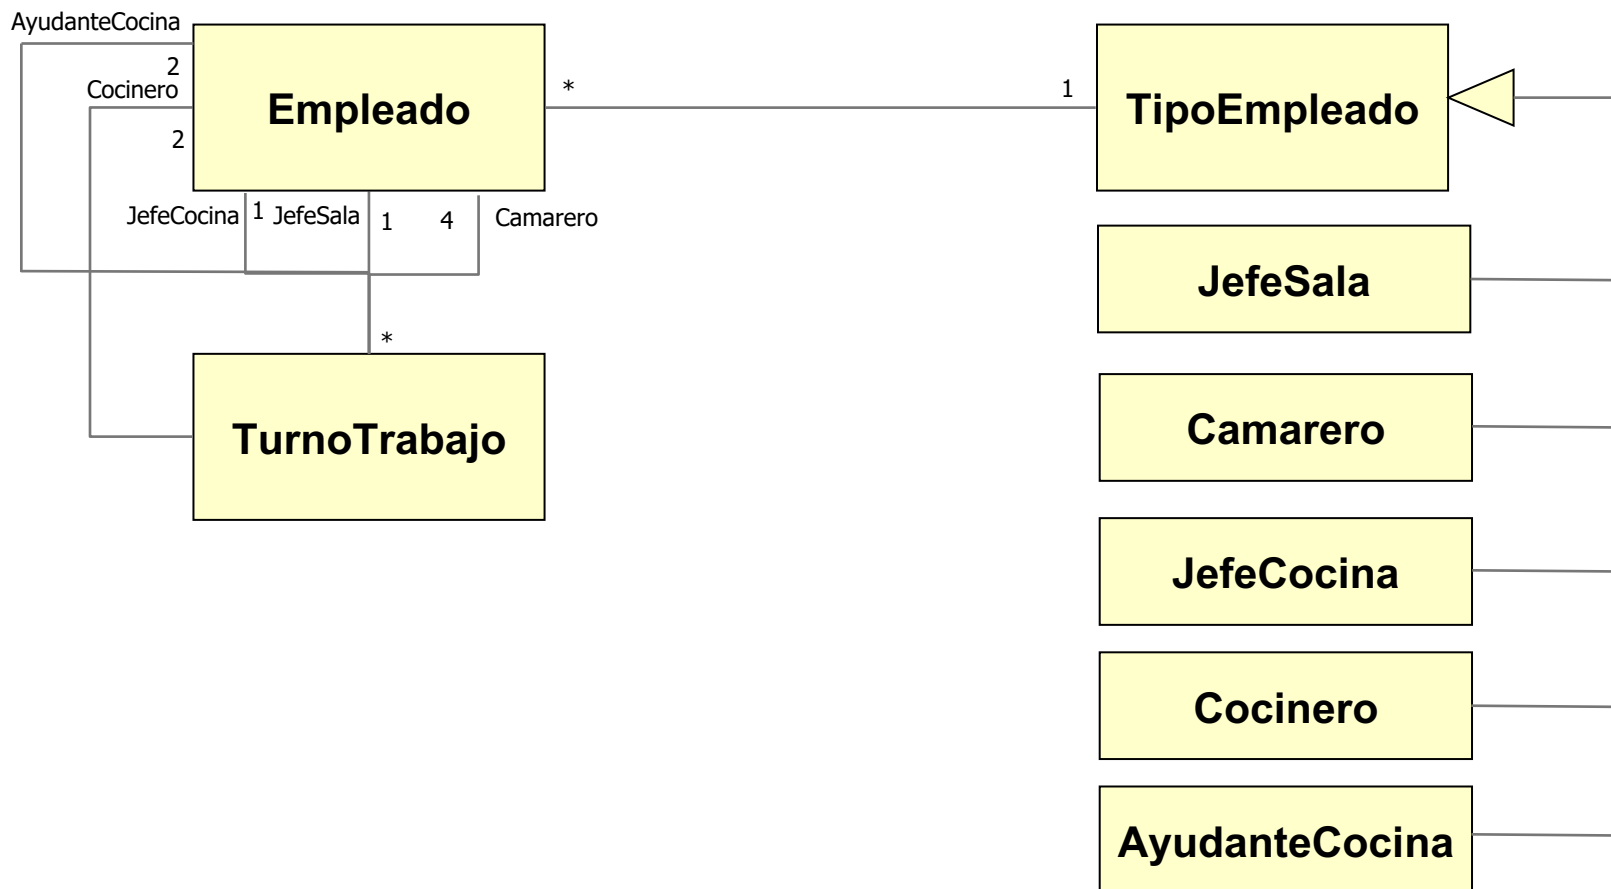 AyudanteCocina
2
Cocinero
2
Empleado
*
1
TipoEmpleado
JefeCocina
1
JefeSala
1
4
Camarero
*
TurnoTrabajo
JefeSala
Camarero
JefeCocina
Cocinero
AyudanteCocina